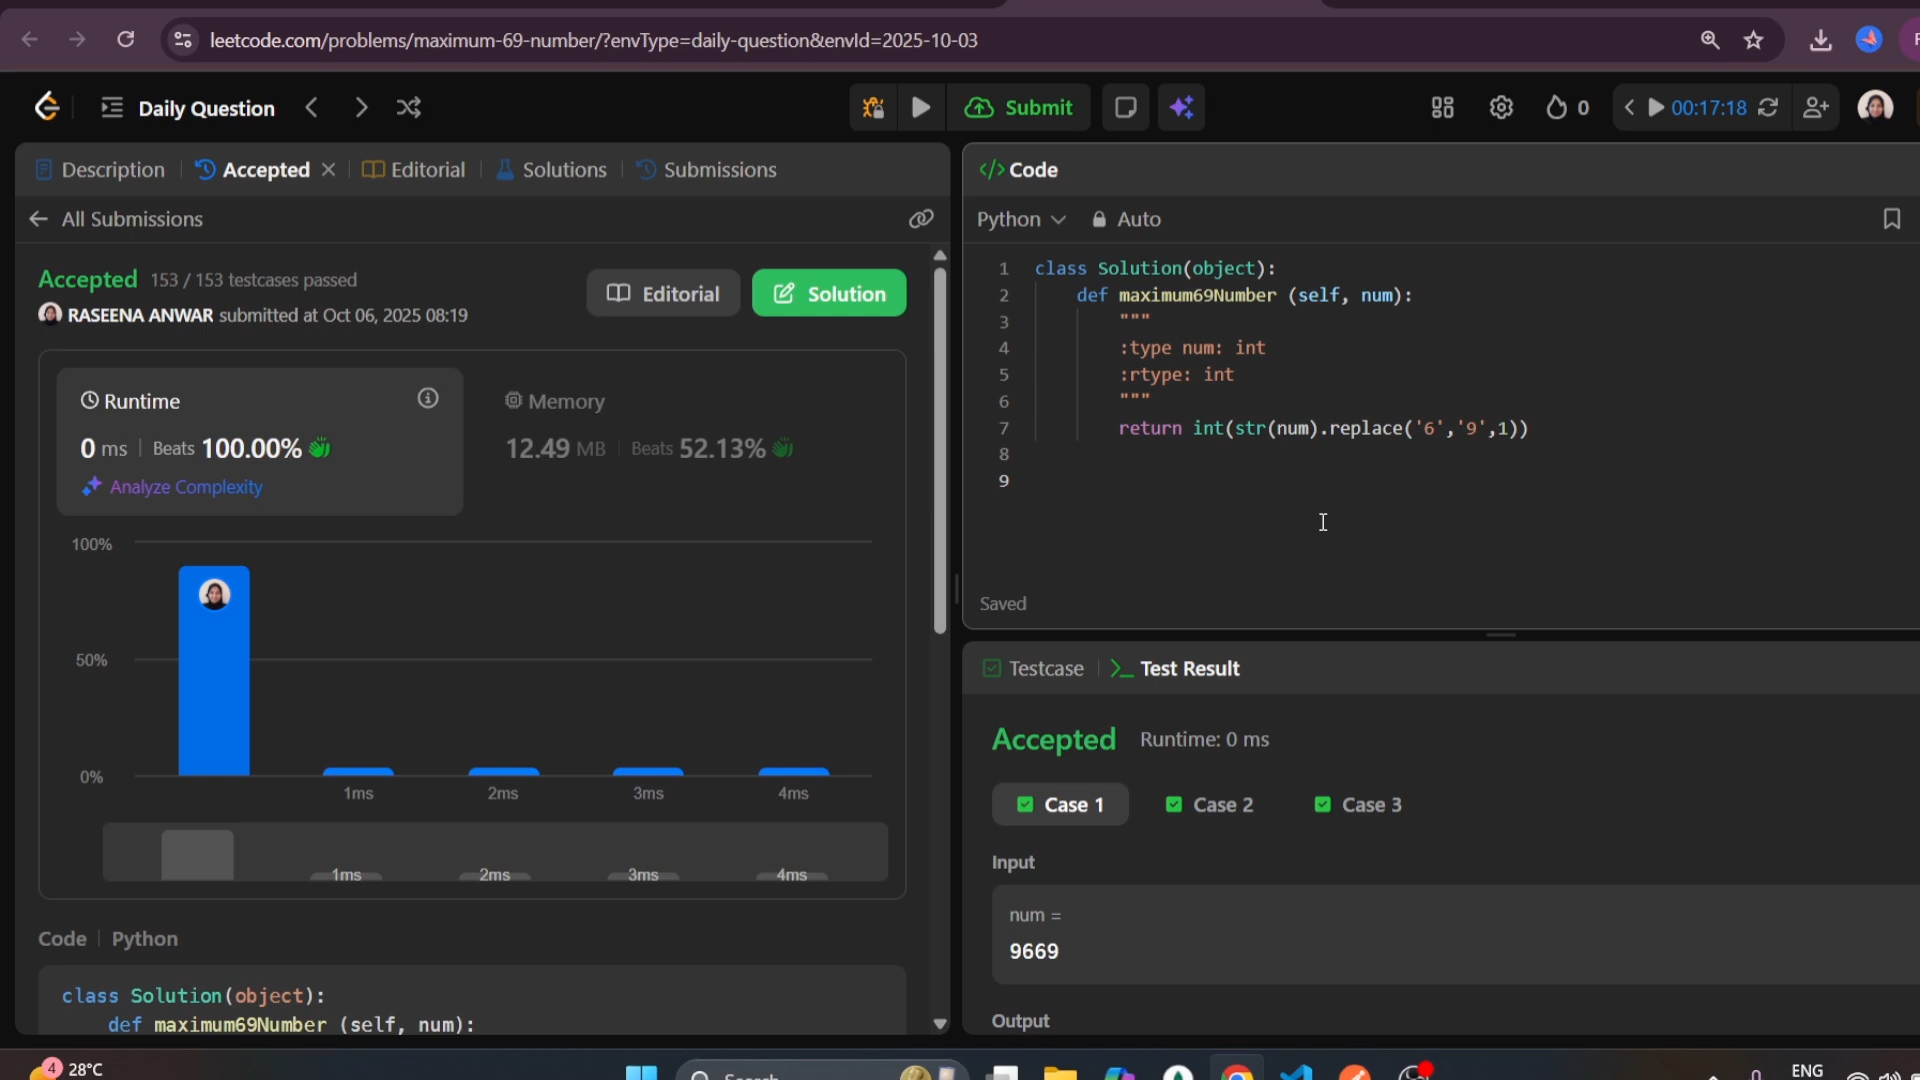 leetcode.com/problems/maximum-69-number/?envType=daily-question&envId=2025-10-03
Daily Question
Submit
0
00:17:18
Description
Accepted
Editorial
Solutions
Submissions
All Submissions
Accepted 153 / 153 testcases passed
RASEENA ANWAR submitted at Oct 06, 2025 08:19
Editorial
Solution
Runtime
0 ms | Beats 100.00%
Analyze Complexity
Memory
12.49 MB | Beats 52.13%
100%
50%
0%
1ms
2ms
3ms
4ms
1ms
2ms
3ms
4ms
Code | Python
class Solution(object):
def maximum69Number (self, num):
</> Code
Python
Auto
1 class Solution(object):
2 def maximum69Number (self, num):
3 """
4 :type num: int
5 :rtype: int
6 """
7 return int(str(num).replace('6','9',1))
8
9
Saved
Testcase
Test Result
Accepted Runtime: 0 ms
Case 1
Case 2
Case 3
Input
num =
9669
Output
4
28°C
Search
ENG